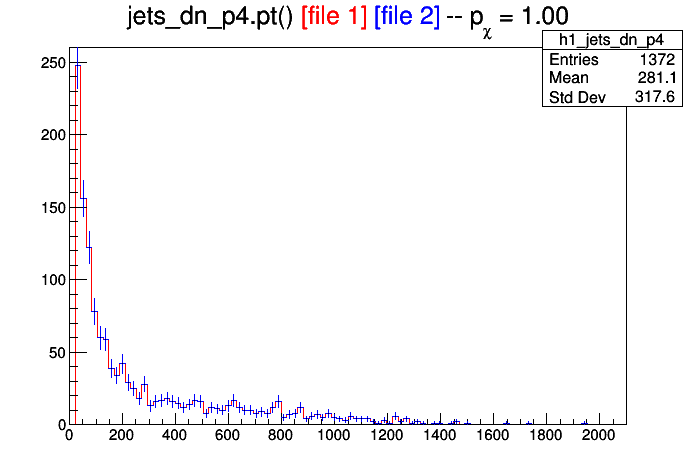 jets_dn_p4.pt() [file 1] [file 2] -- pχ = 1.00
h1_jets_dn_p4
Entries 1372
Mean 281.1
Std Dev 317.6
250
200
150
100
50
0
0 200 400 600 800 1000 1200 1400 1600 1800 2000